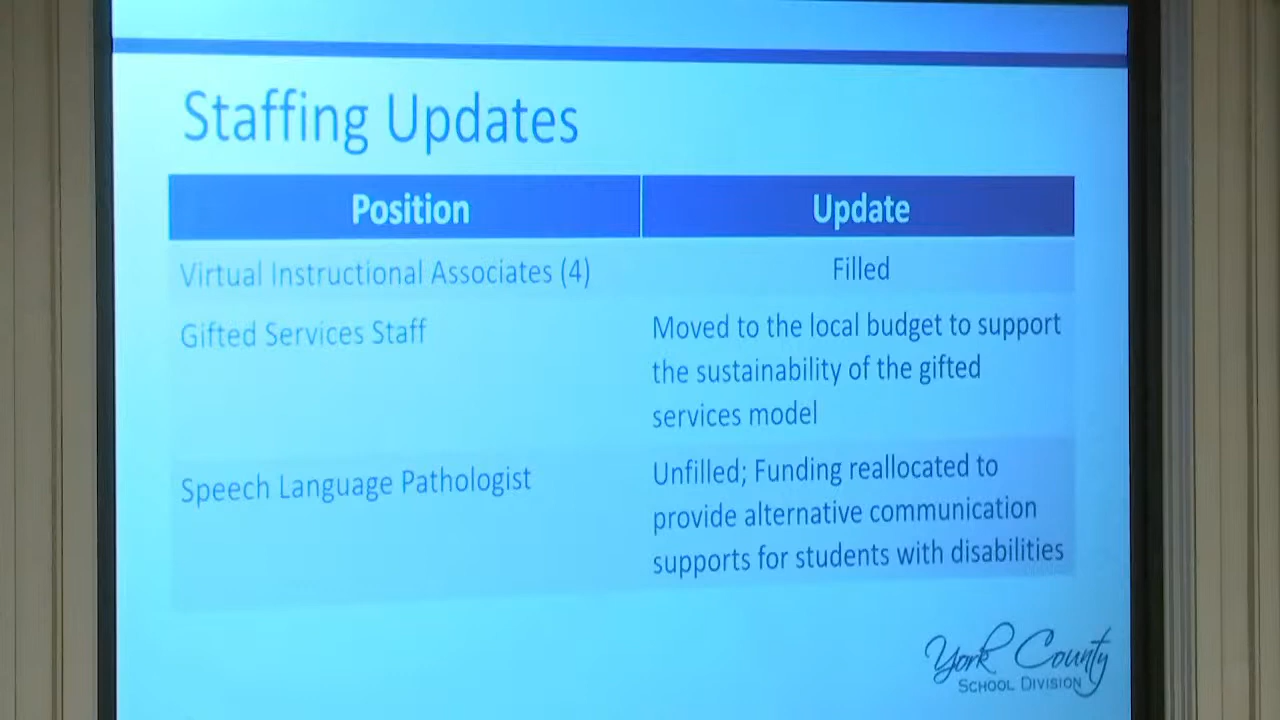 Staffing Updates
Position
Update
Virtual Instructional Associates (4)
Filled
Gifted Services Staff
Moved to the local budget to support
the sustainability of the gifted
services model
Speech Language Pathologist
Unfilled; Funding reallocated to
provide alternative communication
supports for students with disabilities
York County
SCHOOL DIVISION